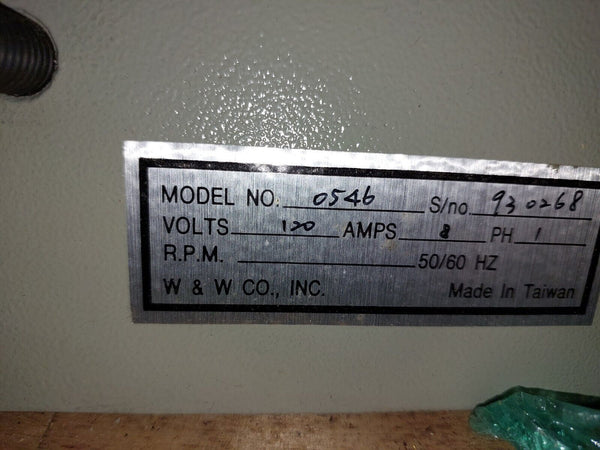 MODEL NO. 0546 S/no 930268
VOLTS 120 AMPS 8 PH 1
R.P.M. 50/60 HZ
W & W CO., INC. Made In Taiwan